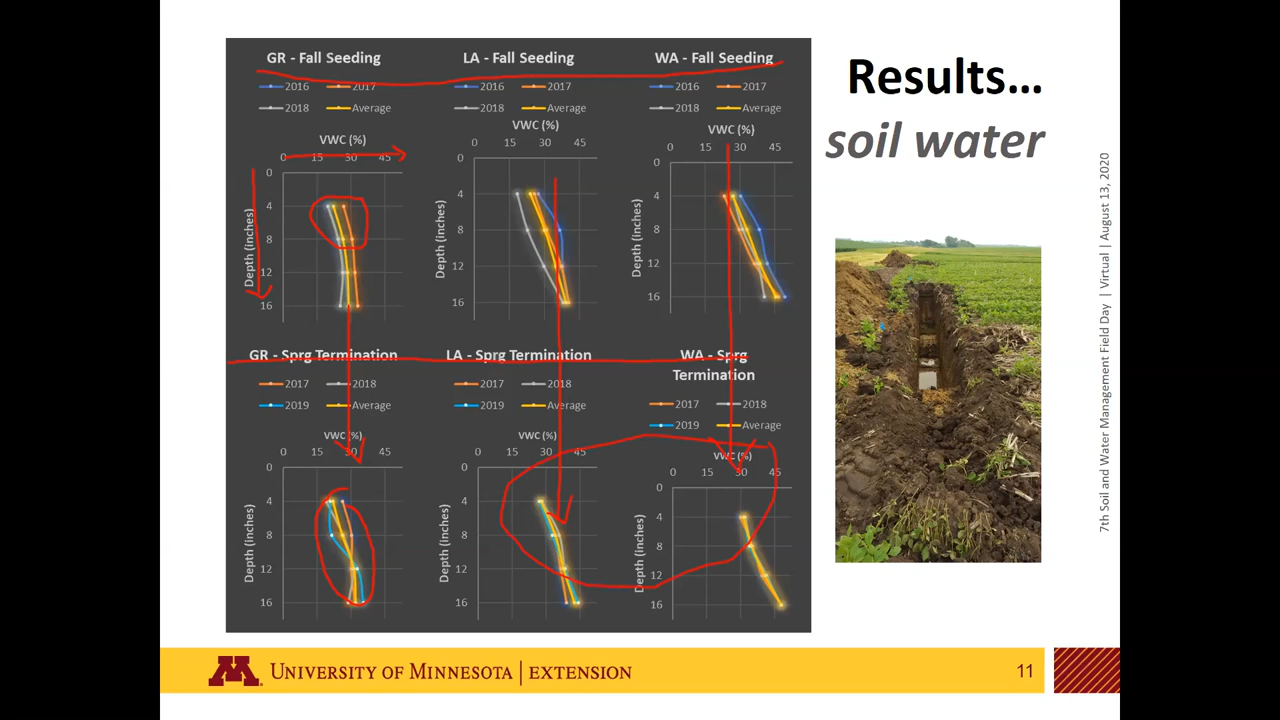 GR - Fall Seeding
2016
2017
2018
Average
VWC (%)
0 15 30 45
0
4
8
12
16
Depth (inches)
LA - Fall Seeding
2016
2017
2018
Average
VWC (%)
0 15 30 45
0
4
8
12
16
Depth (inches)
WA - Fall Seeding
2016
2017
2018
Average
VWC (%)
0 15 30 45
0
4
8
12
16
Depth (inches)
GR - Sprg Termination
2017
2018
2019
Average
VWC (%)
0 15 30 45
0
4
8
12
16
Depth (inches)
LA - Sprg Termination
2017
2018
2019
Average
VWC (%)
0 15 30 45
0
4
8
12
16
Depth (inches)
WA - Sprg
Termination
2017
2018
2019
Average
VWC (%)
0 15 30 45
0
4
8
12
16
Depth (inches)
Results…
soil water
7th Soil and Water Management Field Day | Virtual | August 13, 2020
M
UNIVERSITY OF MINNESOTA | EXTENSION
11